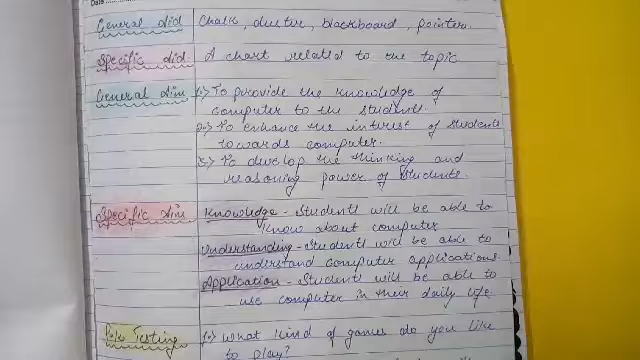 Date
General Aid Chalk, duster, blackboard, pointer.
Specific Aid. A chart related to the topic
General Aim 1.> To provide the knowledge of
computer to the students.
2.> To enhance the interest of students
towards computer.
3.> To develop the thinking and
reasoning power of students.
Specific Aim Knowledge - Students will be able to
know about computer
Understanding - Students will be able to
understand computer applications.
Application - Students will be able to
use computer in their daily life
Testing 1.> What kind of games do you like
to play?